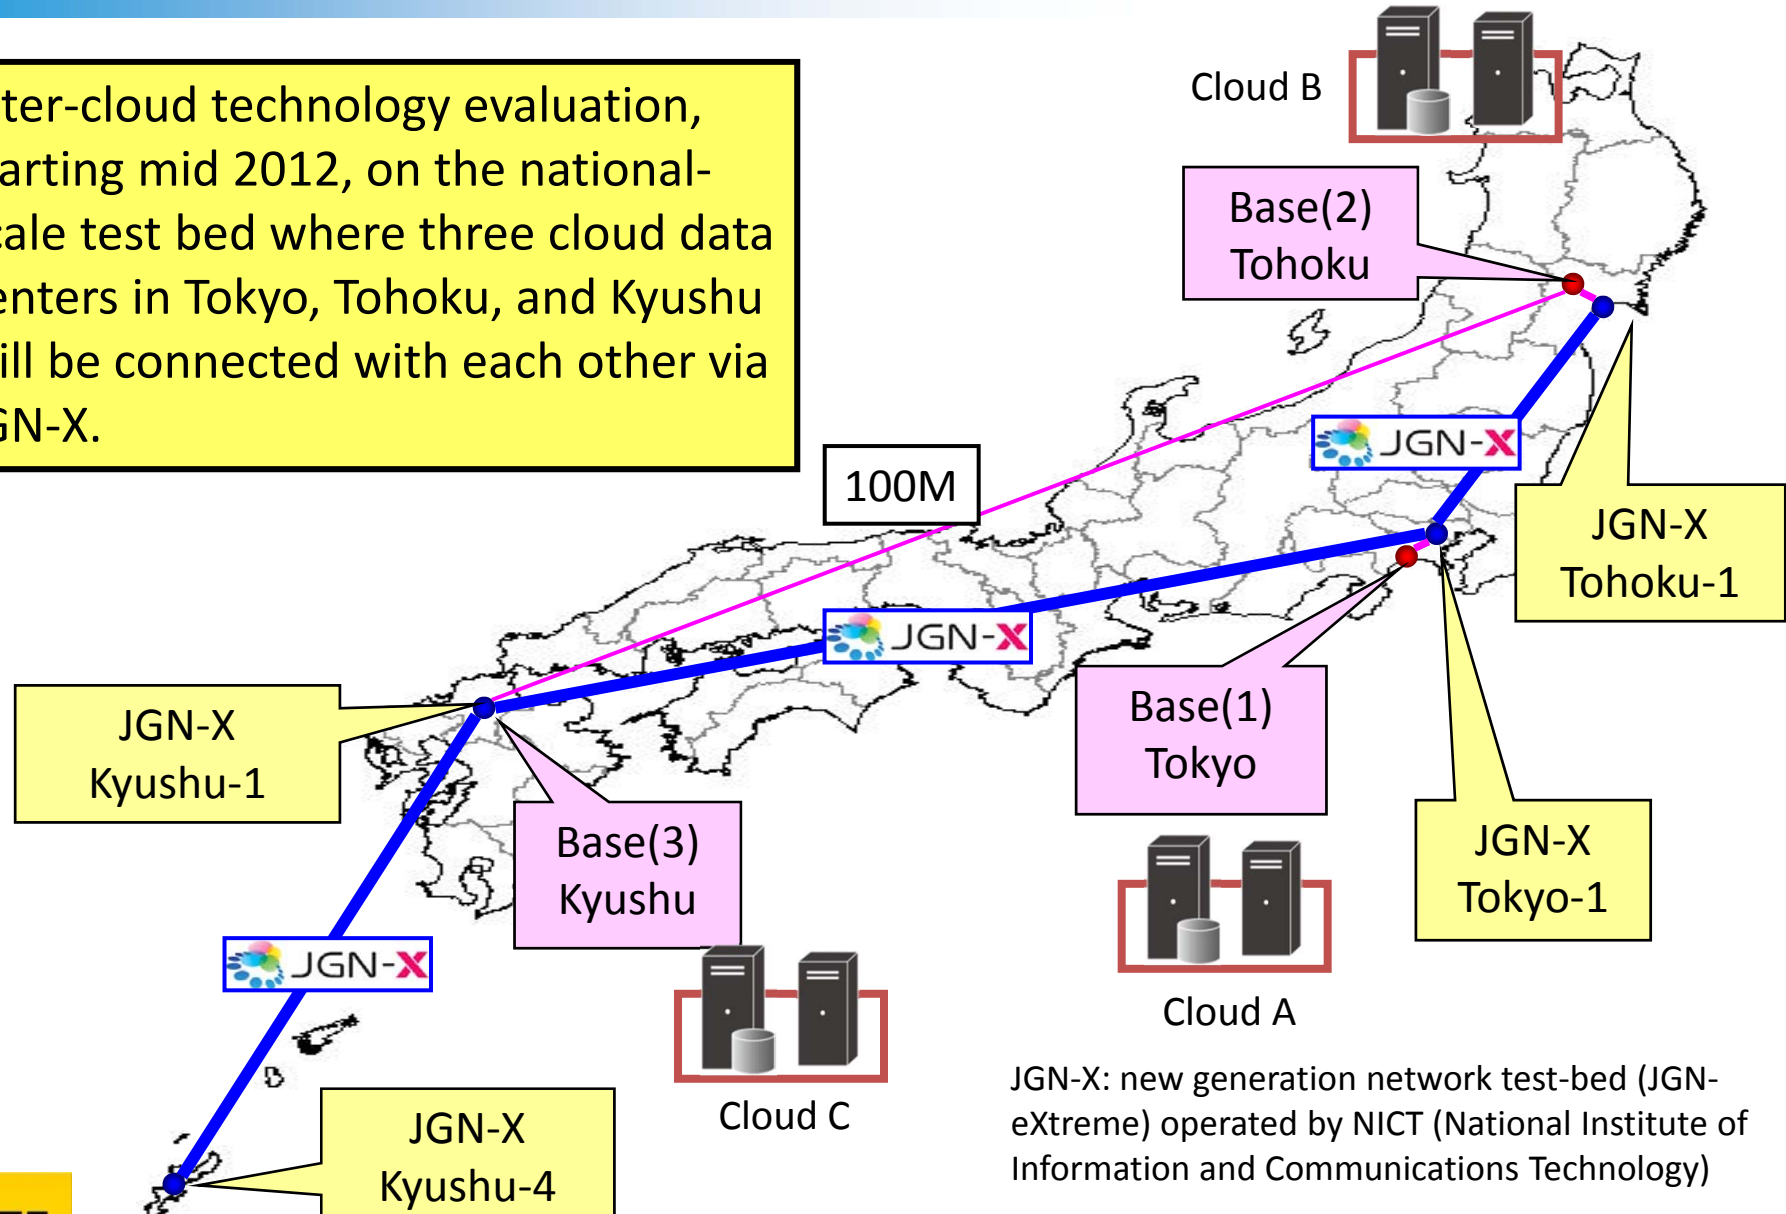 ter-cloud technology evaluation,
arting mid 2012, on the national-
cale test bed where three cloud data
enters in Tokyo, Tohoku, and Kyushu
ill be connected with each other via
GN-X.
Cloud B
Base(2)
Tohoku
JGN-X
100M
JGN-X
Tohoku-1
JGN-X
JGN-X
Kyushu-1
Base(1)
Tokyo
Base(3)
Kyushu
JGN-X
Tokyo-1
JGN-X
Cloud A
Cloud C
JGN-X: new generation network test-bed (JGN-
eXtreme) operated by NICT (National Institute of
Information and Communications Technology)
JGN-X
Kyushu-4